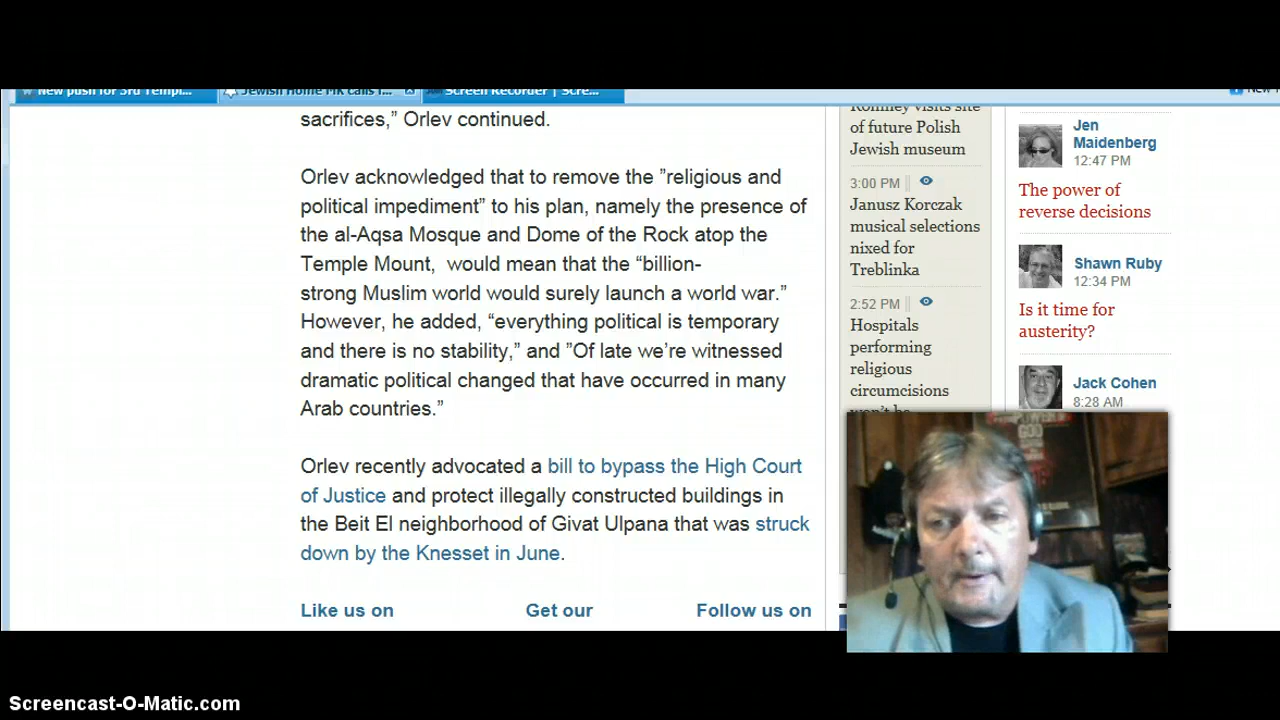 New push for 3rd Templ...
Jewish Home MK calls f...
Screen Recorder | Scre...
sacrifices,” Orlev continued.
Orlev acknowledged that to remove the ”religious and
political impediment” to his plan, namely the presence of
the al-Aqsa Mosque and Dome of the Rock atop the
Temple Mount, would mean that the “billion-
strong Muslim world would surely launch a world war.”
However, he added, “everything political is temporary
and there is no stability,” and ”Of late we’re witnessed
dramatic political changed that have occurred in many
Arab countries.”
Orlev recently advocated a bill to bypass the High Court
of Justice and protect illegally constructed buildings in
the Beit El neighborhood of Givat Ulpana that was struck
down by the Knesset in June.
Like us on
Get our
Follow us on
Romney visits site
of future Polish
Jewish museum
3:00 PM
Janusz Korczak
musical selections
nixed for
Treblinka
2:52 PM
Hospitals
performing
religious
circumcisions
won't be
Jen
Maidenberg
12:47 PM
The power of
reverse decisions
Shawn Ruby
12:34 PM
Is it time for
austerity?
Jack Cohen
8:28 AM
GOD
Screencast-O-Matic.com